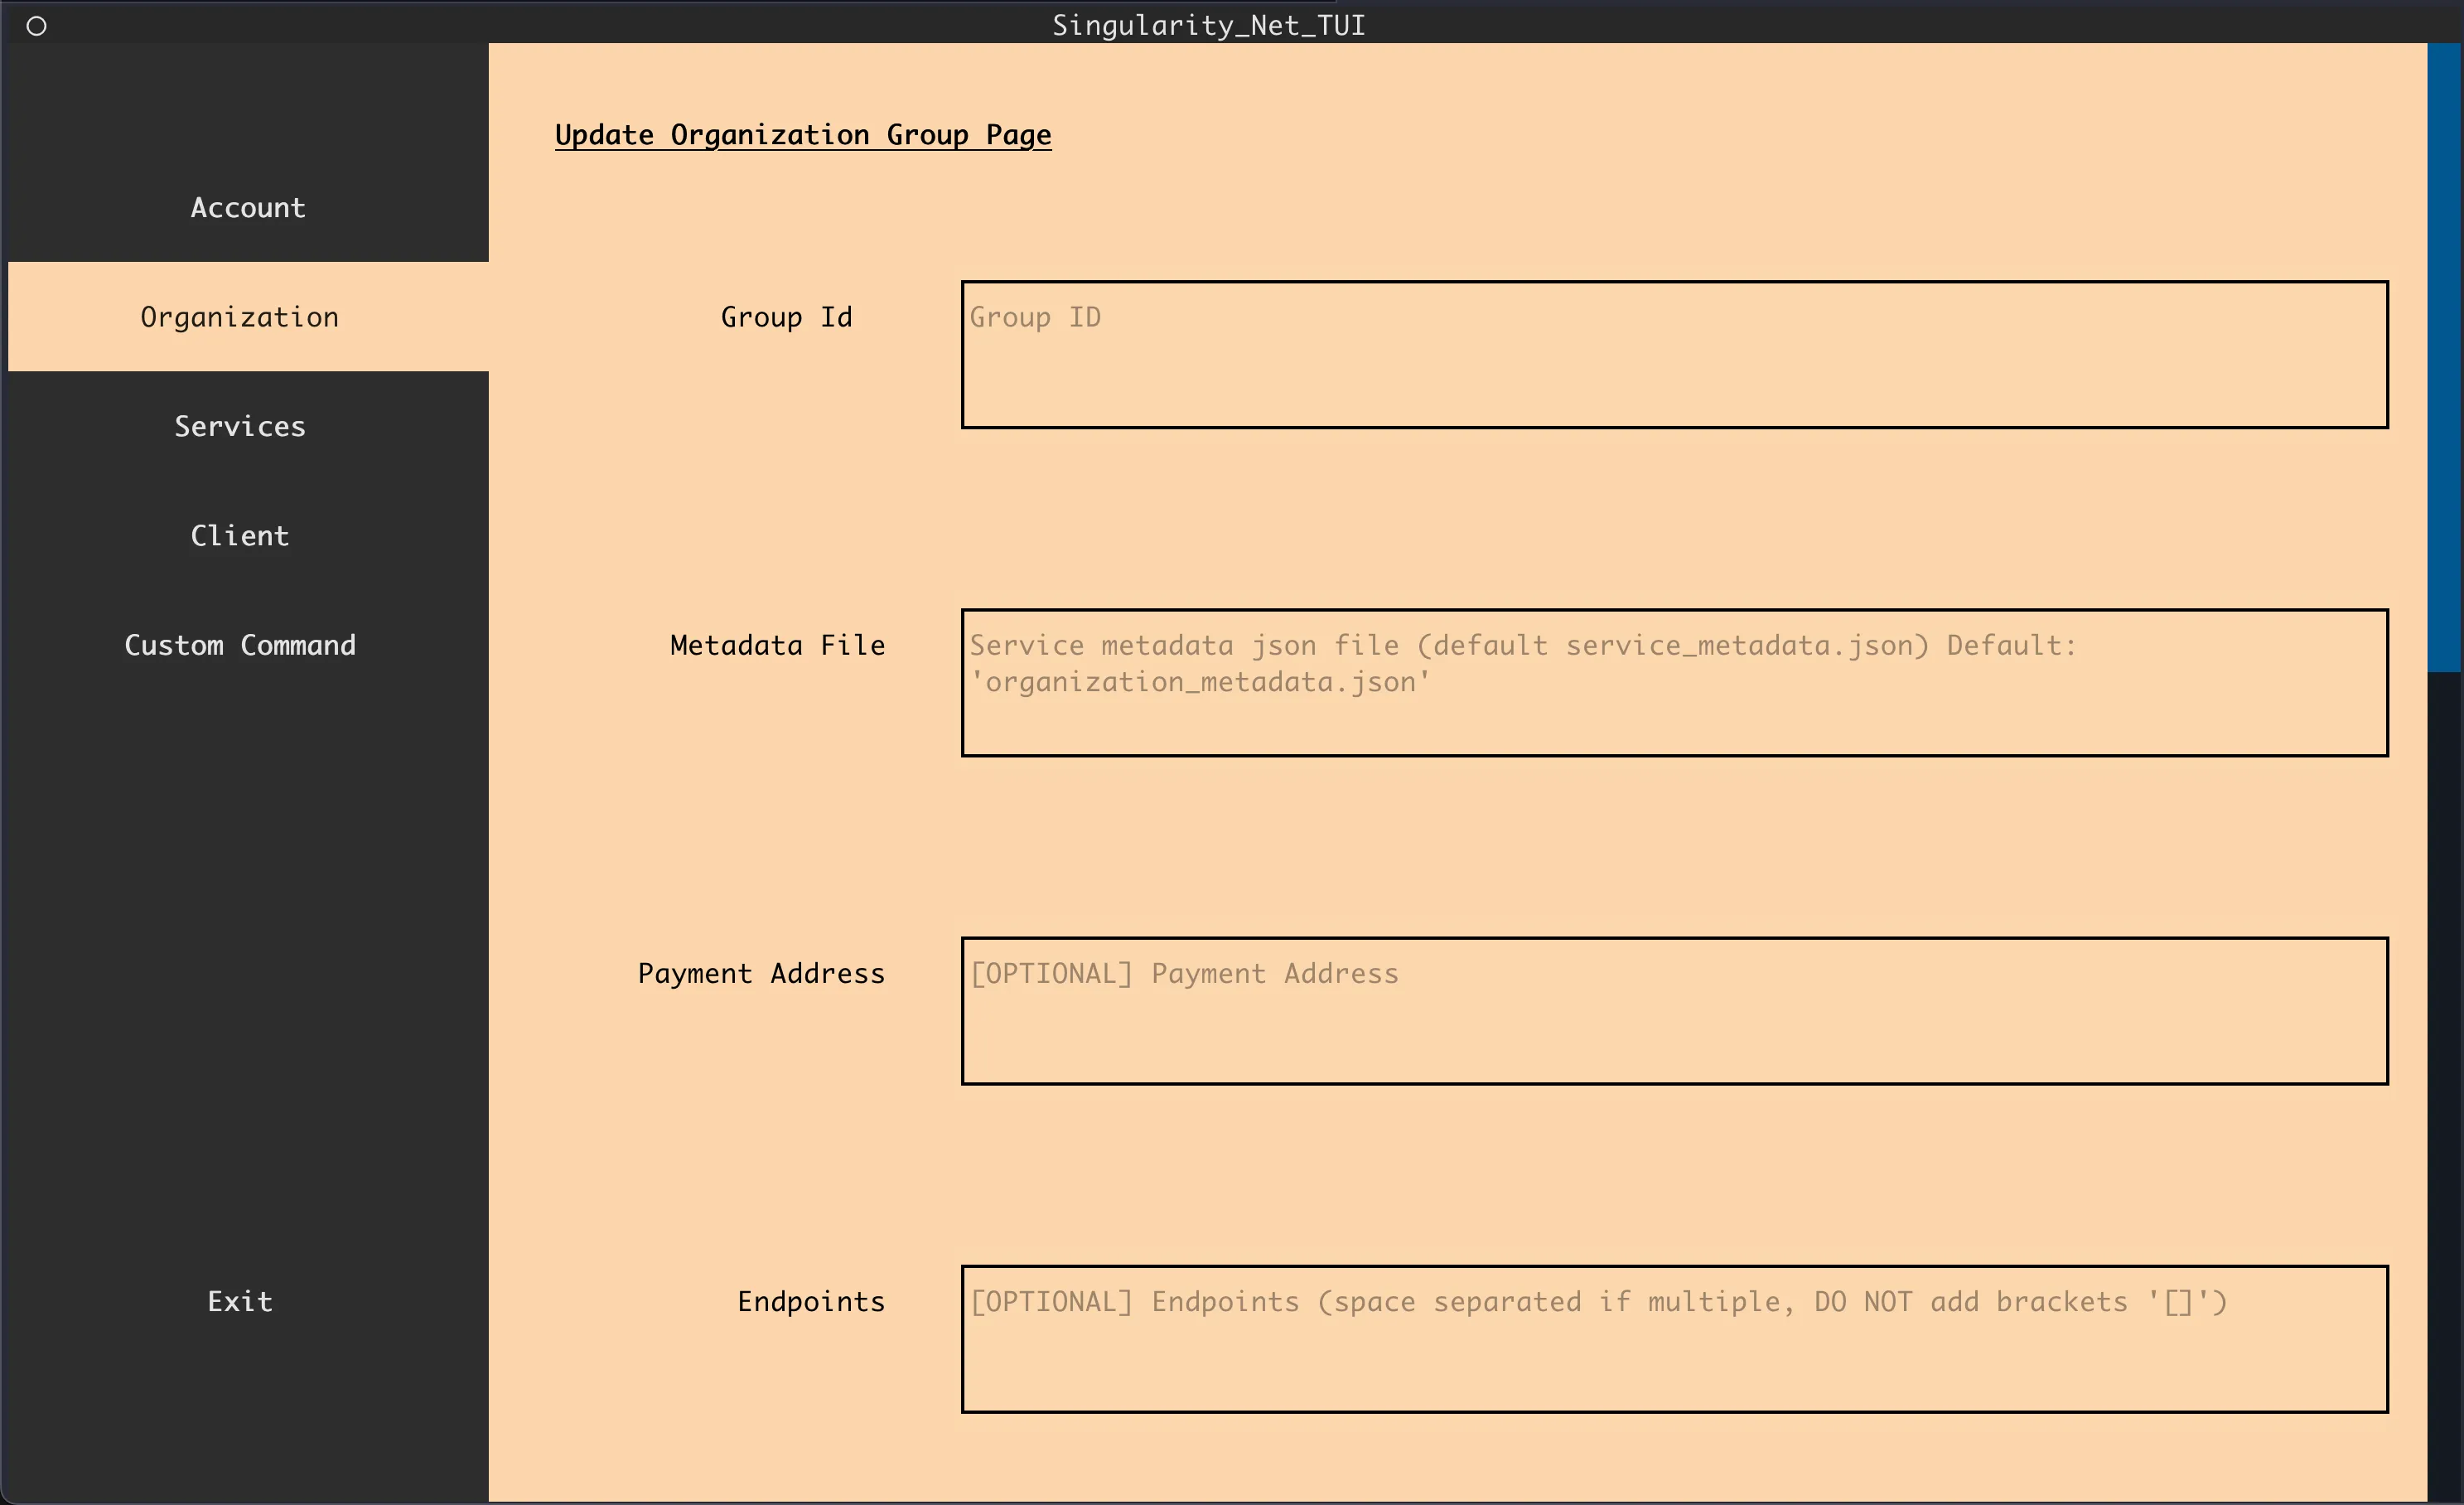 Singularity_Net_TUI
Account
Organization
Services
Client
Custom Command
Exit
Update Organization Group Page
Group Id
Group ID
Metadata File
Service metadata json file (default service_metadata.json) Default:
'organization_metadata.json'
Payment Address
[OPTIONAL] Payment Address
Endpoints
[OPTIONAL] Endpoints (space separated if multiple, DO NOT add brackets '[]')